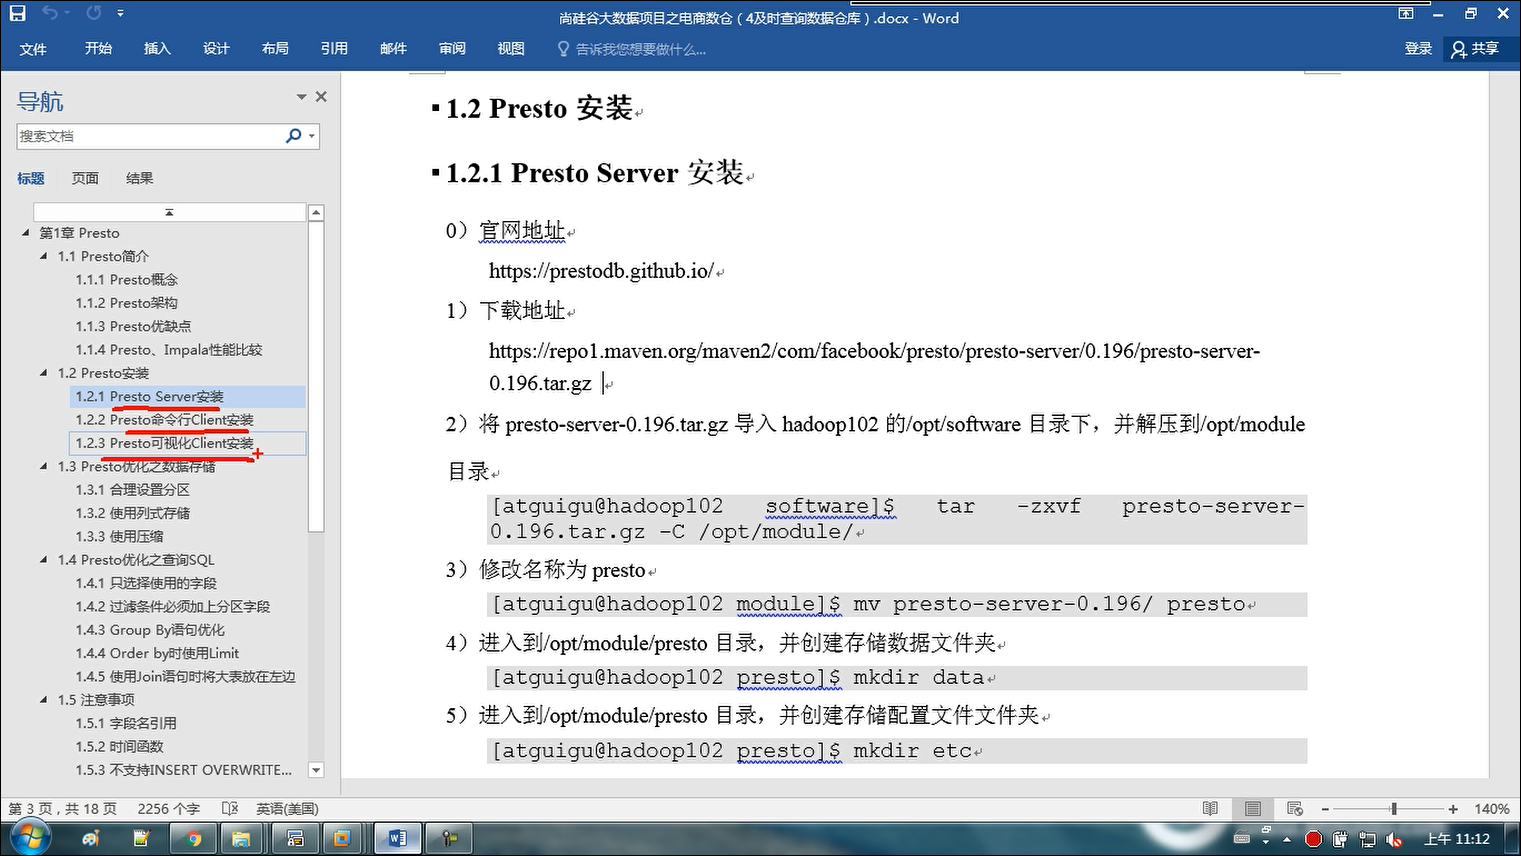 尚硅谷大数据项目之电商数仓（4及时查询数据仓库）.docx - Word
文件 开始 插入 设计 布局 引用 邮件 审阅 视图 告诉我您想要做什么... 登录 共享
导航
搜索文档
标题 页面 结果
第1章 Presto
1.1 Presto简介
1.1.1 Presto概念
1.1.2 Presto架构
1.1.3 Presto优缺点
1.1.4 Presto、Impala性能比较
1.2 Presto安装
1.2.1 Presto Server安装
1.2.2 Presto命令行Client安装
1.2.3 Presto可视化Client安装
1.3 Presto优化之数据存储
1.3.1 合理设置分区
1.3.2 使用列式存储
1.3.3 使用压缩
1.4 Presto优化之查询SQL
1.4.1 只选择使用的字段
1.4.2 过滤条件必须加上分区字段
1.4.3 Group By语句优化
1.4.4 Order by时使用Limit
1.4.5 使用Join语句时将大表放在左边
1.5 注意事项
1.5.1 字段名引用
1.5.2 时间函数
1.5.3 不支持INSERT OVERWRITE...
1.2 Presto 安装
1.2.1 Presto Server 安装
0）官网地址
https://prestodb.github.io/
1）下载地址
https://repo1.maven.org/maven2/com/facebook/presto/presto-server/0.196/presto-server-
0.196.tar.gz
2）将 presto-server-0.196.tar.gz 导入 hadoop102 的/opt/software 目录下，并解压到/opt/module
目录
[atguigu@hadoop102 software]$ tar -zxvf presto-server-
0.196.tar.gz -C /opt/module/
3）修改名称为 presto
[atguigu@hadoop102 module]$ mv presto-server-0.196/ presto
4）进入到/opt/module/presto 目录，并创建存储数据文件夹
[atguigu@hadoop102 presto]$ mkdir data
5）进入到/opt/module/presto 目录，并创建存储配置文件文件夹
[atguigu@hadoop102 presto]$ mkdir etc
第 3 页，共 18 页 2256 个字 英语(美国) 140%
上午 11:12